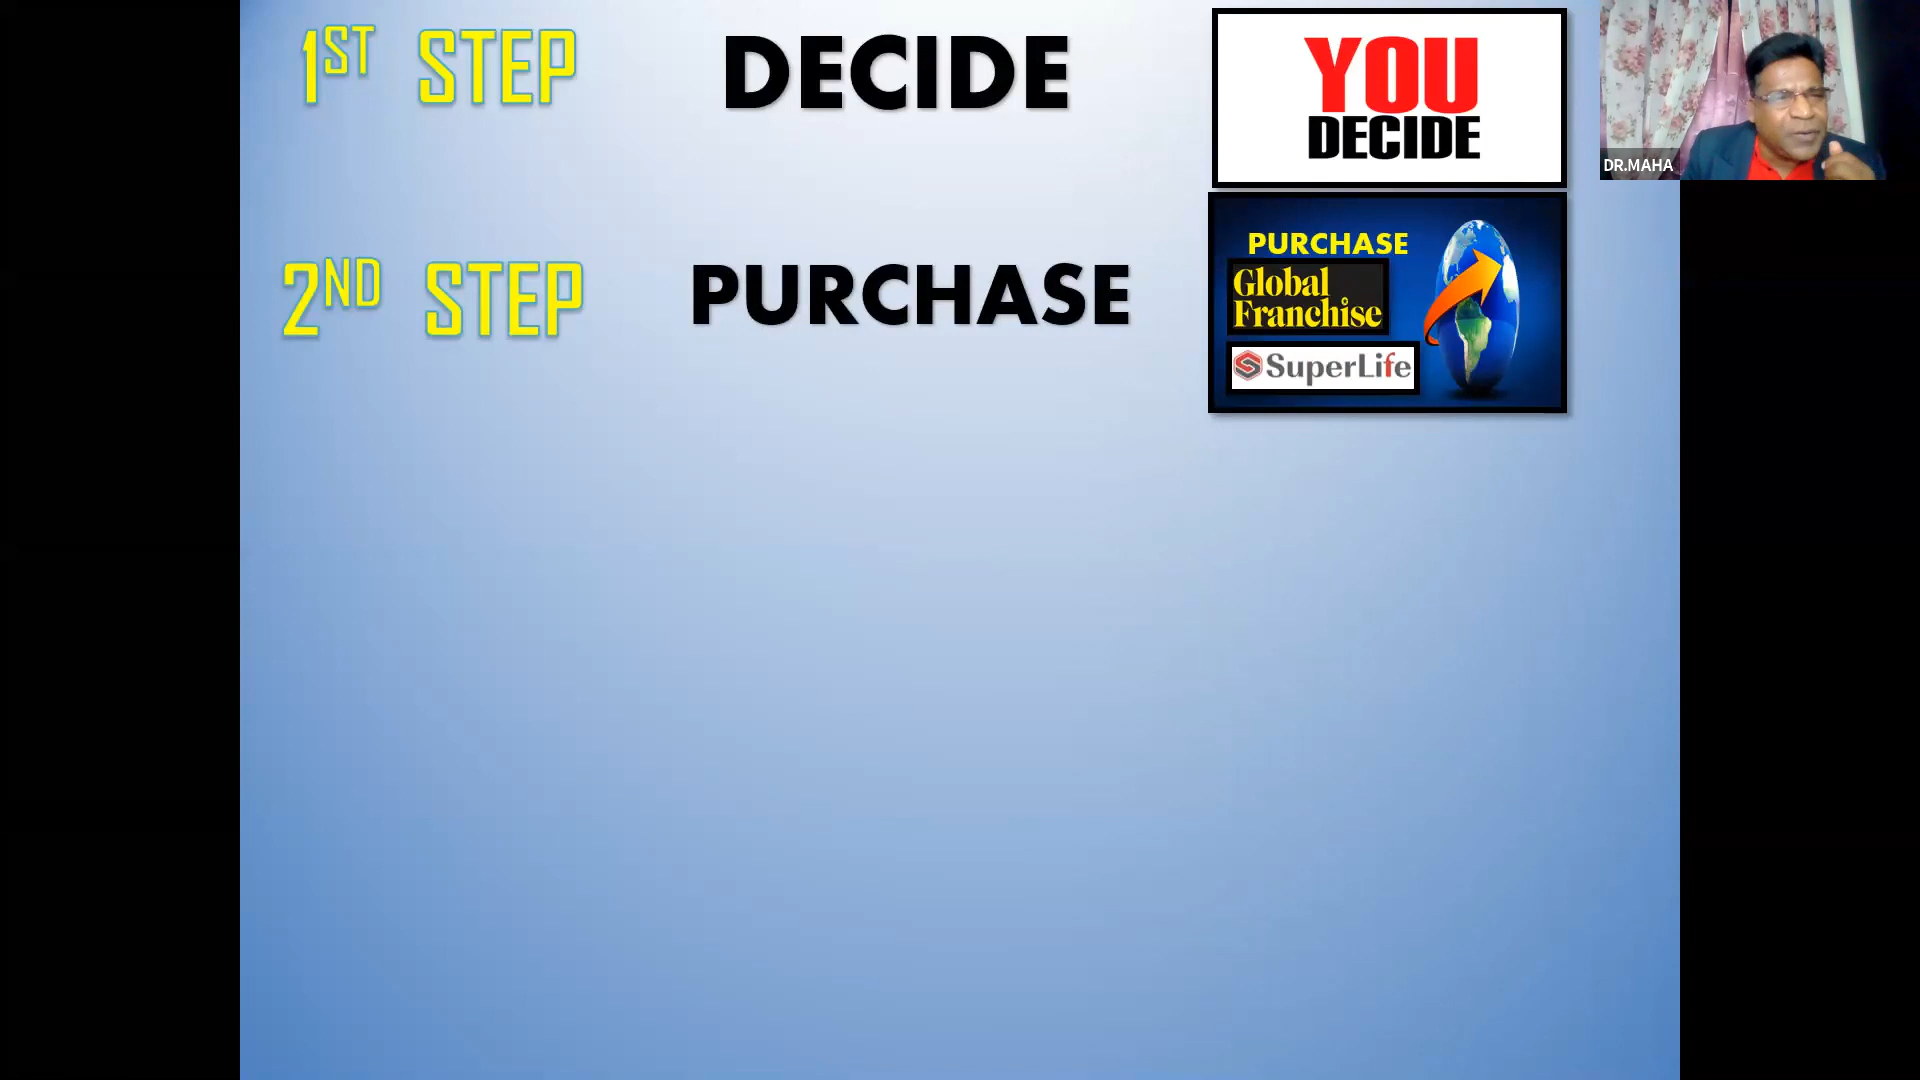 1ST STEP DECIDE
YOU
DECIDE
DR.MAHA
2ND STEP PURCHASE
PURCHASE
Global
Franchise
SuperLife